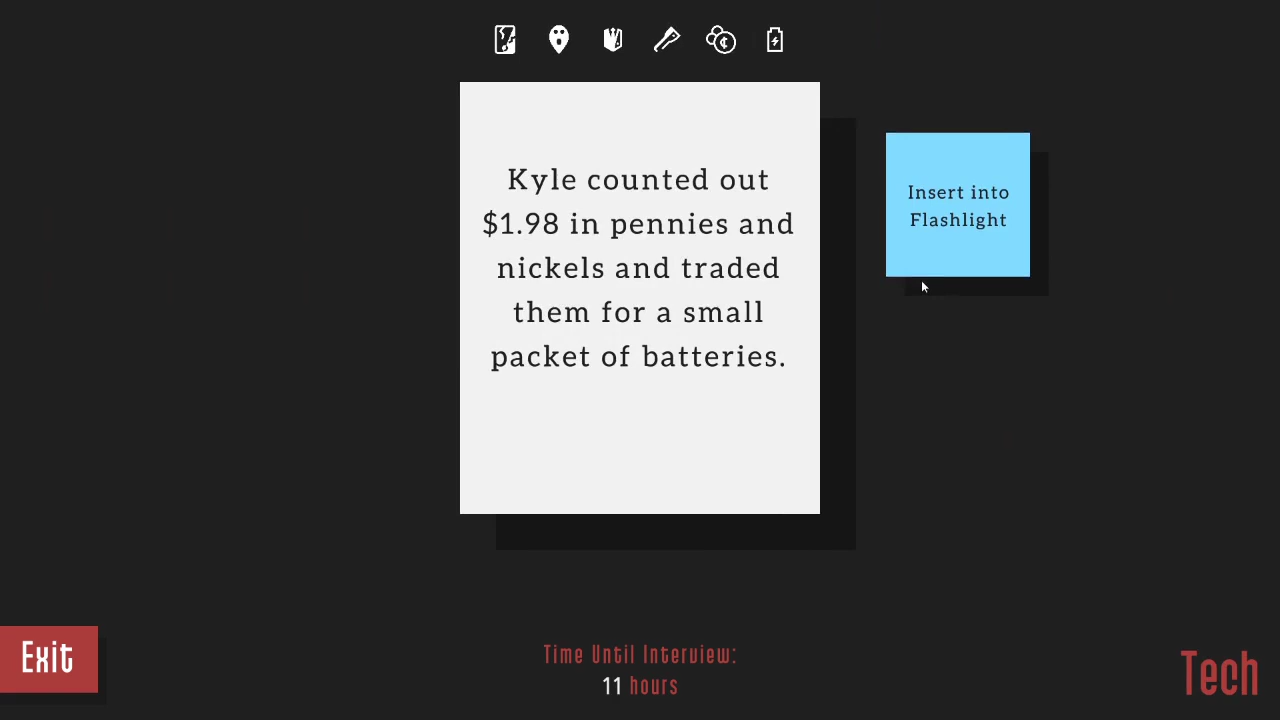 Kyle counted out
$1.98 in pennies and
nickels and traded
them for a small
packet of batteries.
Insert into
Flashlight
Exit
Time Until Interview:
11 hours
Tech